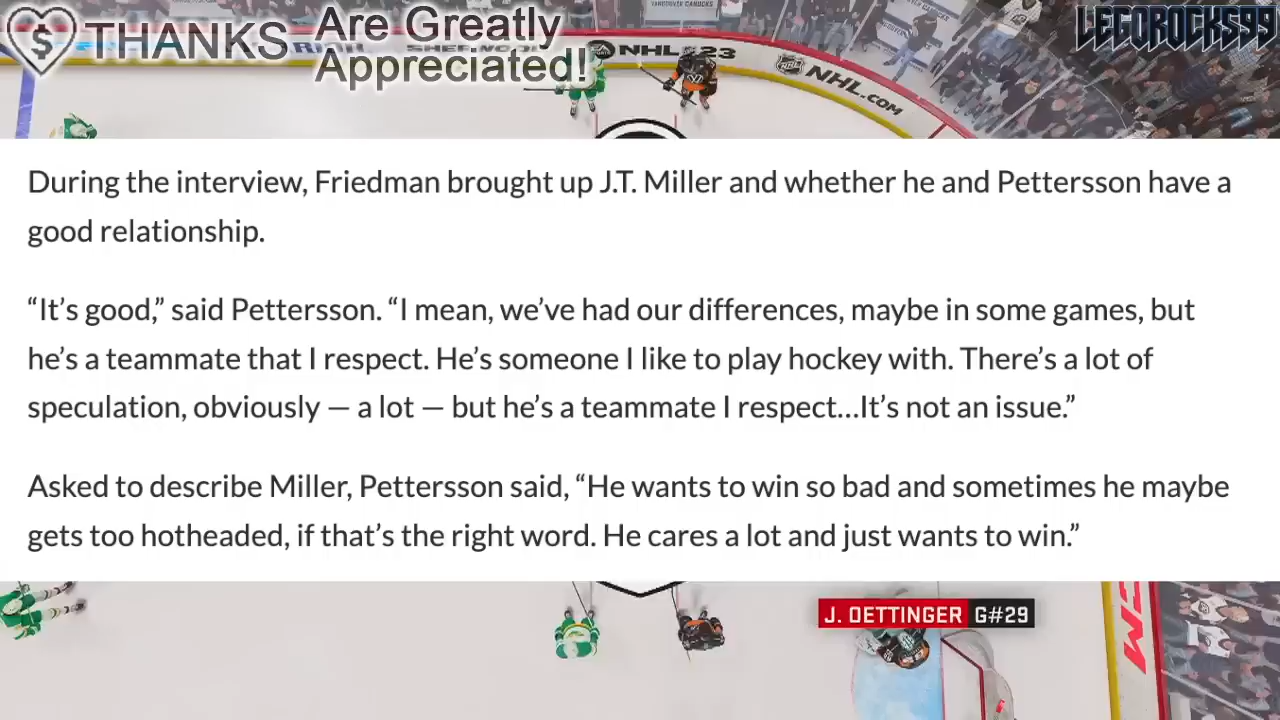 THANKS Are Greatly Appreciated!
LEGOROCKS99
VANCOUVER CANUCKS
SHERWOOD
NHL 23
NHL.COM
During the interview, Friedman brought up J.T. Miller and whether he and Pettersson have a
good relationship.
“It’s good,” said Pettersson. “I mean, we’ve had our differences, maybe in some games, but
he’s a teammate that I respect. He’s someone I like to play hockey with. There’s a lot of
speculation, obviously — a lot — but he’s a teammate I respect...It’s not an issue.”
Asked to describe Miller, Pettersson said, “He wants to win so bad and sometimes he maybe
gets too hotheaded, if that’s the right word. He cares a lot and just wants to win.”
J. OETTINGER G#29